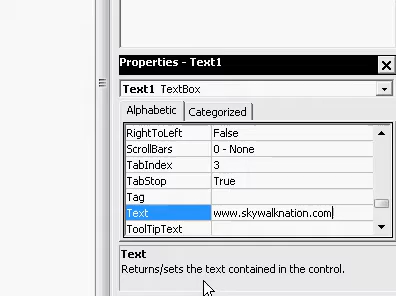 Properties - Text1
Text1 TextBox
Alphabetic Categorized
RightToLeft False
ScrollBars 0 - None
TabIndex 3
TabStop True
Tag
Text www.skywalknation.com
ToolTipText
Text
Returns/sets the text contained in the control.